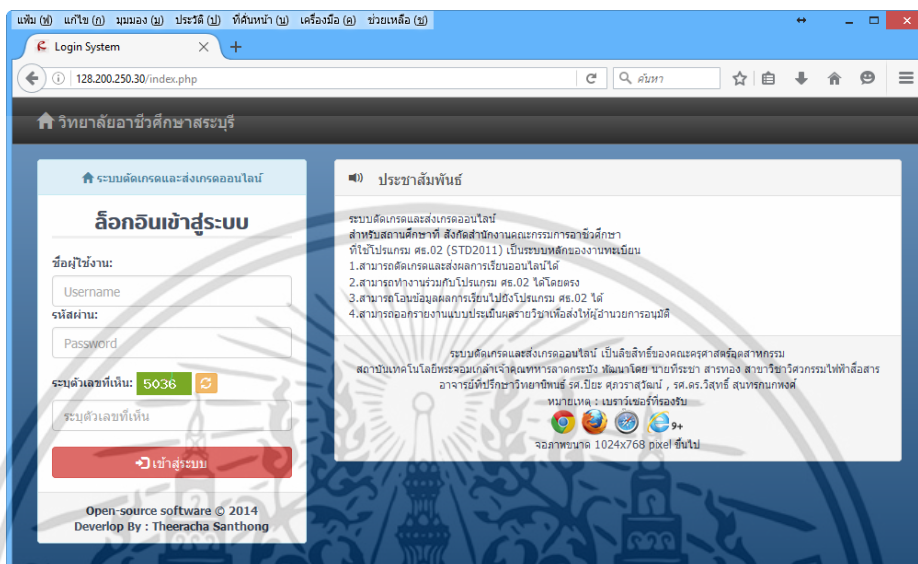 แฟ้ม (ฟ) แก้ไข (ก) มุมมอง (ม) ประวัติ (ป) ที่คั่นหน้า (น) เครื่องมือ (ค) ช่วยเหลือ (ช)
Login System
128.200.250.30/index.php
ค้นหา
วิทยาลัยอาชีวศึกษาสระบุรี
ระบบตัดเกรดและส่งเกรดออนไลน์
ล็อกอินเข้าสู่ระบบ
ชื่อผู้ใช้งาน:
Username
รหัสผ่าน:
Password
ระบุตัวเลขที่เห็น: 5036
ระบุตัวเลขที่เห็น
เข้าสู่ระบบ
Open-source software © 2014
Deverlop By : Theeracha Santhong
ประชาสัมพันธ์
ระบบตัดเกรดและส่งเกรดออนไลน์
สำหรับสถานศึกษาที่ สังกัดสำนักงานคณะกรรมการอาชีวศึกษา
ที่ใช้โปรแกรม ศธ.02 (STD2011) เป็นระบบหลักของงานทะเบียน
1.สามารถตัดเกรดและส่งผลการเรียนออนไลน์ได้
2.สามารถทำงานร่วมกับโปรแกรม ศธ.02 ได้โดยตรง
3.สามารถโอนข้อมูลผลการเรียนไปยังโปรแกรม ศธ.02 ได้
4.สามารถออกรายงานแบบประเมินผลรายวิชาเพื่อส่งให้ผู้อำนวยการอนุมัติ
ระบบตัดเกรดและส่งเกรดออนไลน์ เป็นลิขสิทธิ์ของคณะครุศาสตร์อุตสาหกรรม
สถาบันเทคโนโลยีพระจอมเกล้าเจ้าคุณทหารลาดกระบัง พัฒนาโดย นายทีระชา สารทอง สาขาวิชาวิศวกรรมไฟฟ้าสื่อสาร
อาจารย์ที่ปรึกษาวิทยานิพนธ์ รศ.ปิยะ ศุภวราสุวัฒน์ , รศ.ดร.วิสุทธิ์ สุนทรกนกพงศ์
หมายเหตุ : เบราว์เซอร์ที่รองรับ
9+
จอภาพขนาด 1024x768 pixel ขึ้นไป